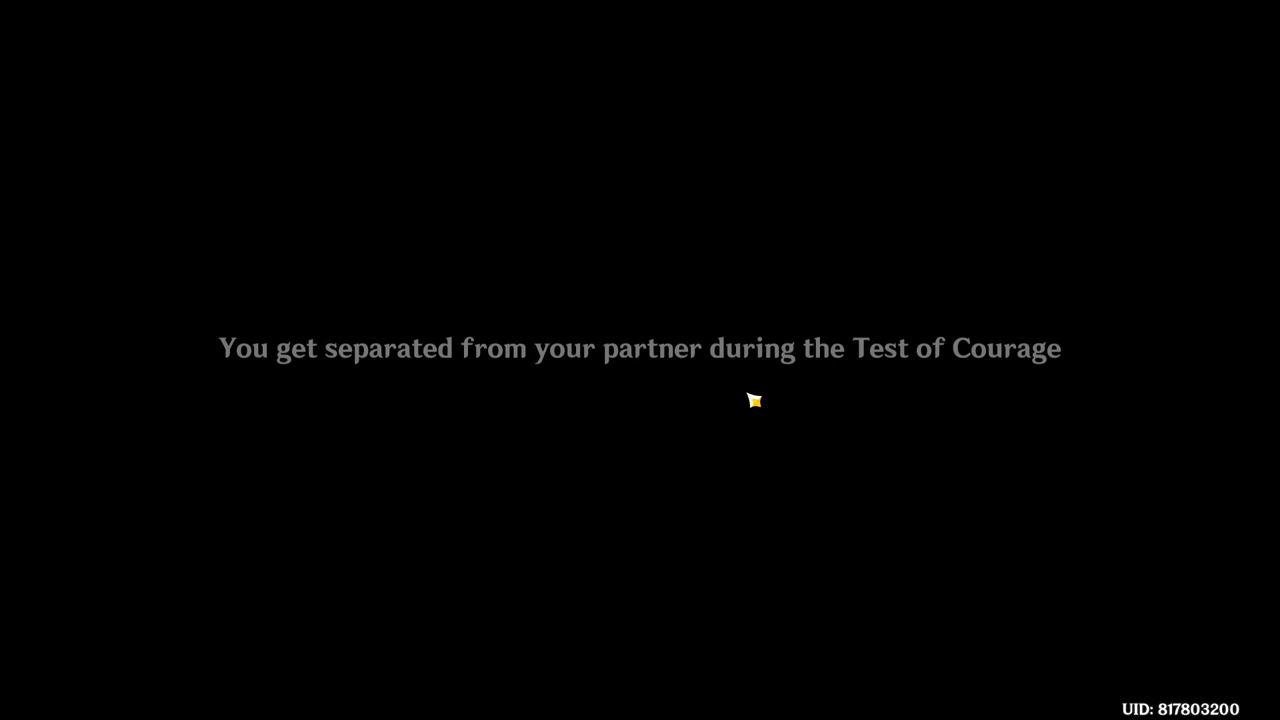 You get separated from your partner during the Test of Courage
UID: 817803200